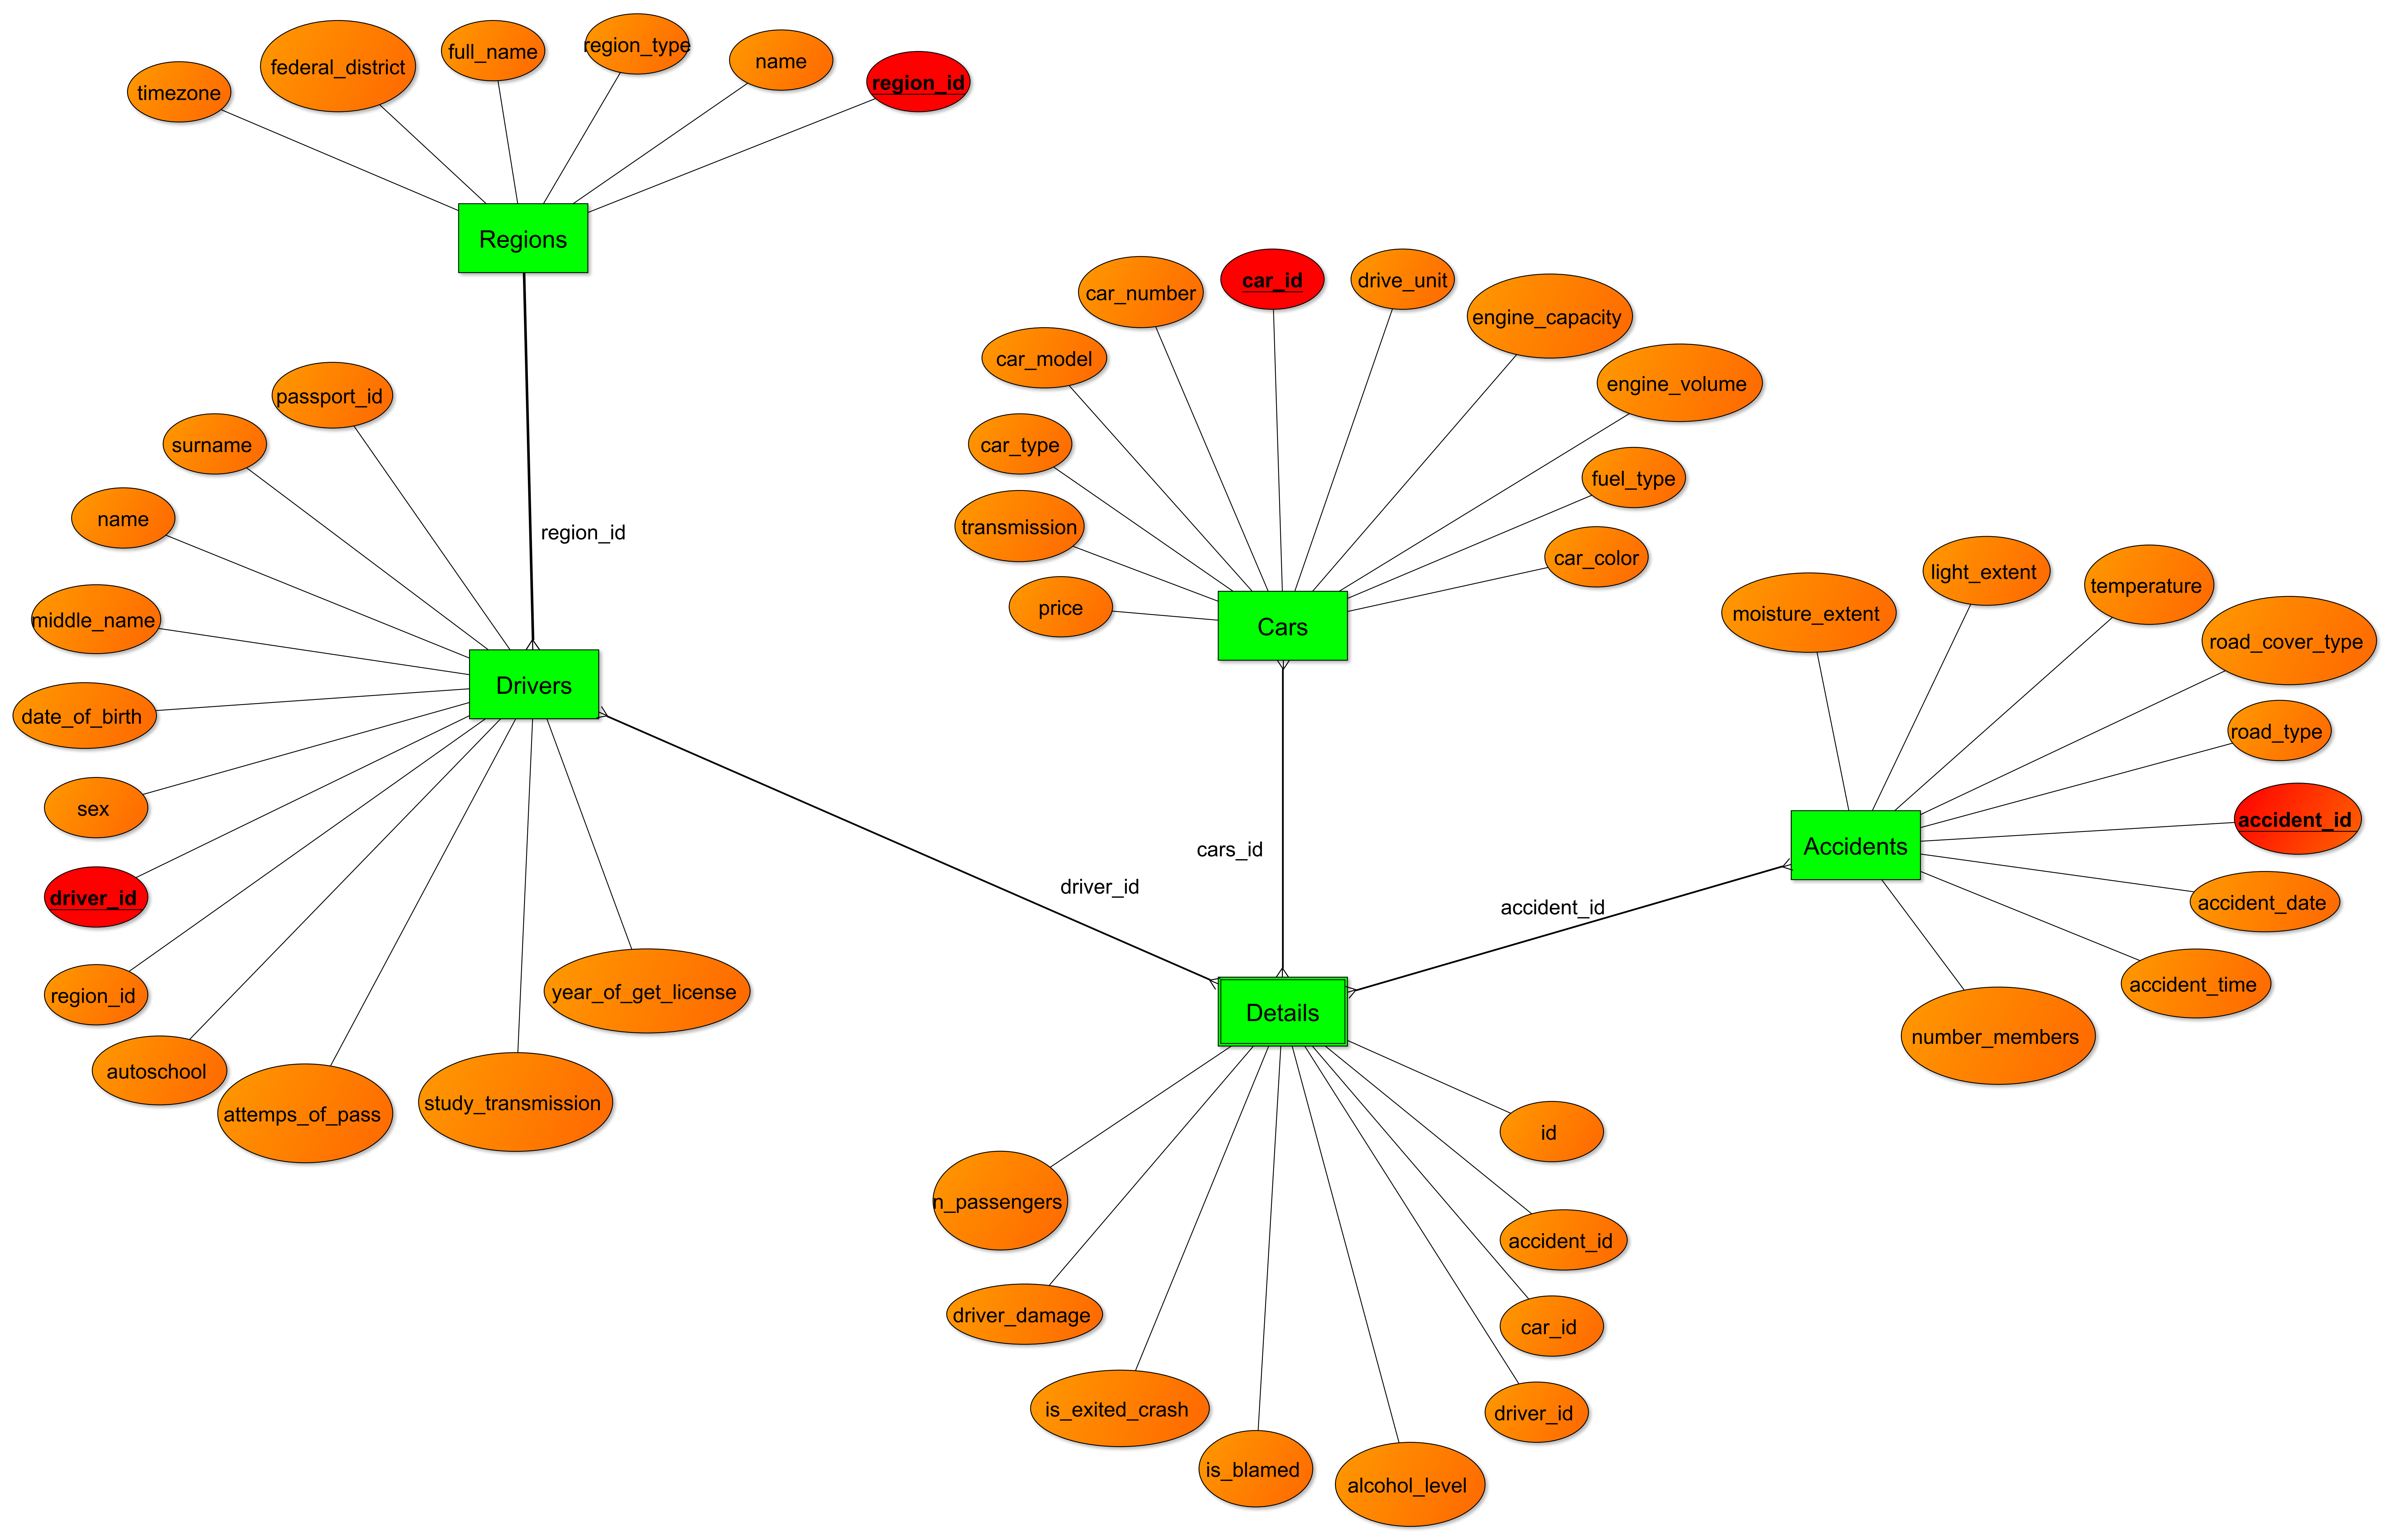 timezone
federal_district
full_name
region_type
name
region_id
Regions
region_id
passport_id
surname
name
middle_name
date_of_birth
sex
driver_id
region_id
autoschool
attemps_of_pass
study_transmission
year_of_get_license
Drivers
driver_id
car_number
car_id
drive_unit
engine_capacity
engine_volume
fuel_type
car_color
car_model
car_type
transmission
price
Cars
cars_id
moisture_extent
light_extent
temperature
road_cover_type
road_type
accident_id
accident_date
accident_time
number_members
Accidents
accident_id
Details
id
accident_id
car_id
driver_id
alcohol_level
is_blamed
is_exited_crash
driver_damage
n_passengers